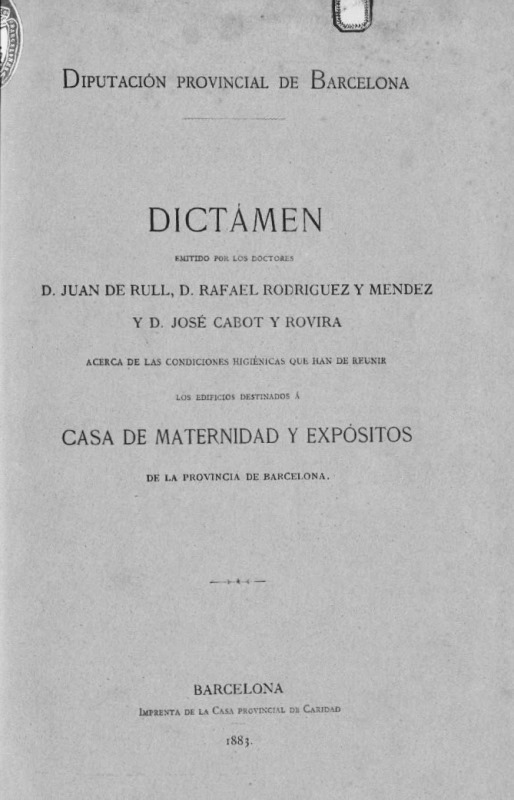 Diputación provincial de Barcelona
DICTÁMEN
EMITIDO POR LOS DOCTORES
D. JUAN DE RULL, D. RAFAEL RODRIGUEZ Y MENDEZ
Y D. JOSÉ CABOT Y ROVIRA
ACERCA DE LAS CONDICIONES HIGIÉNICAS QUE HAN DE REUNIR
LOS EDIFICIOS DESTINADOS Á
CASA DE MATERNIDAD Y EXPÓSITOS
DE LA PROVINCIA DE BARCELONA.
BARCELONA
Imprenta de la Casa provincial de Caridad
1883.